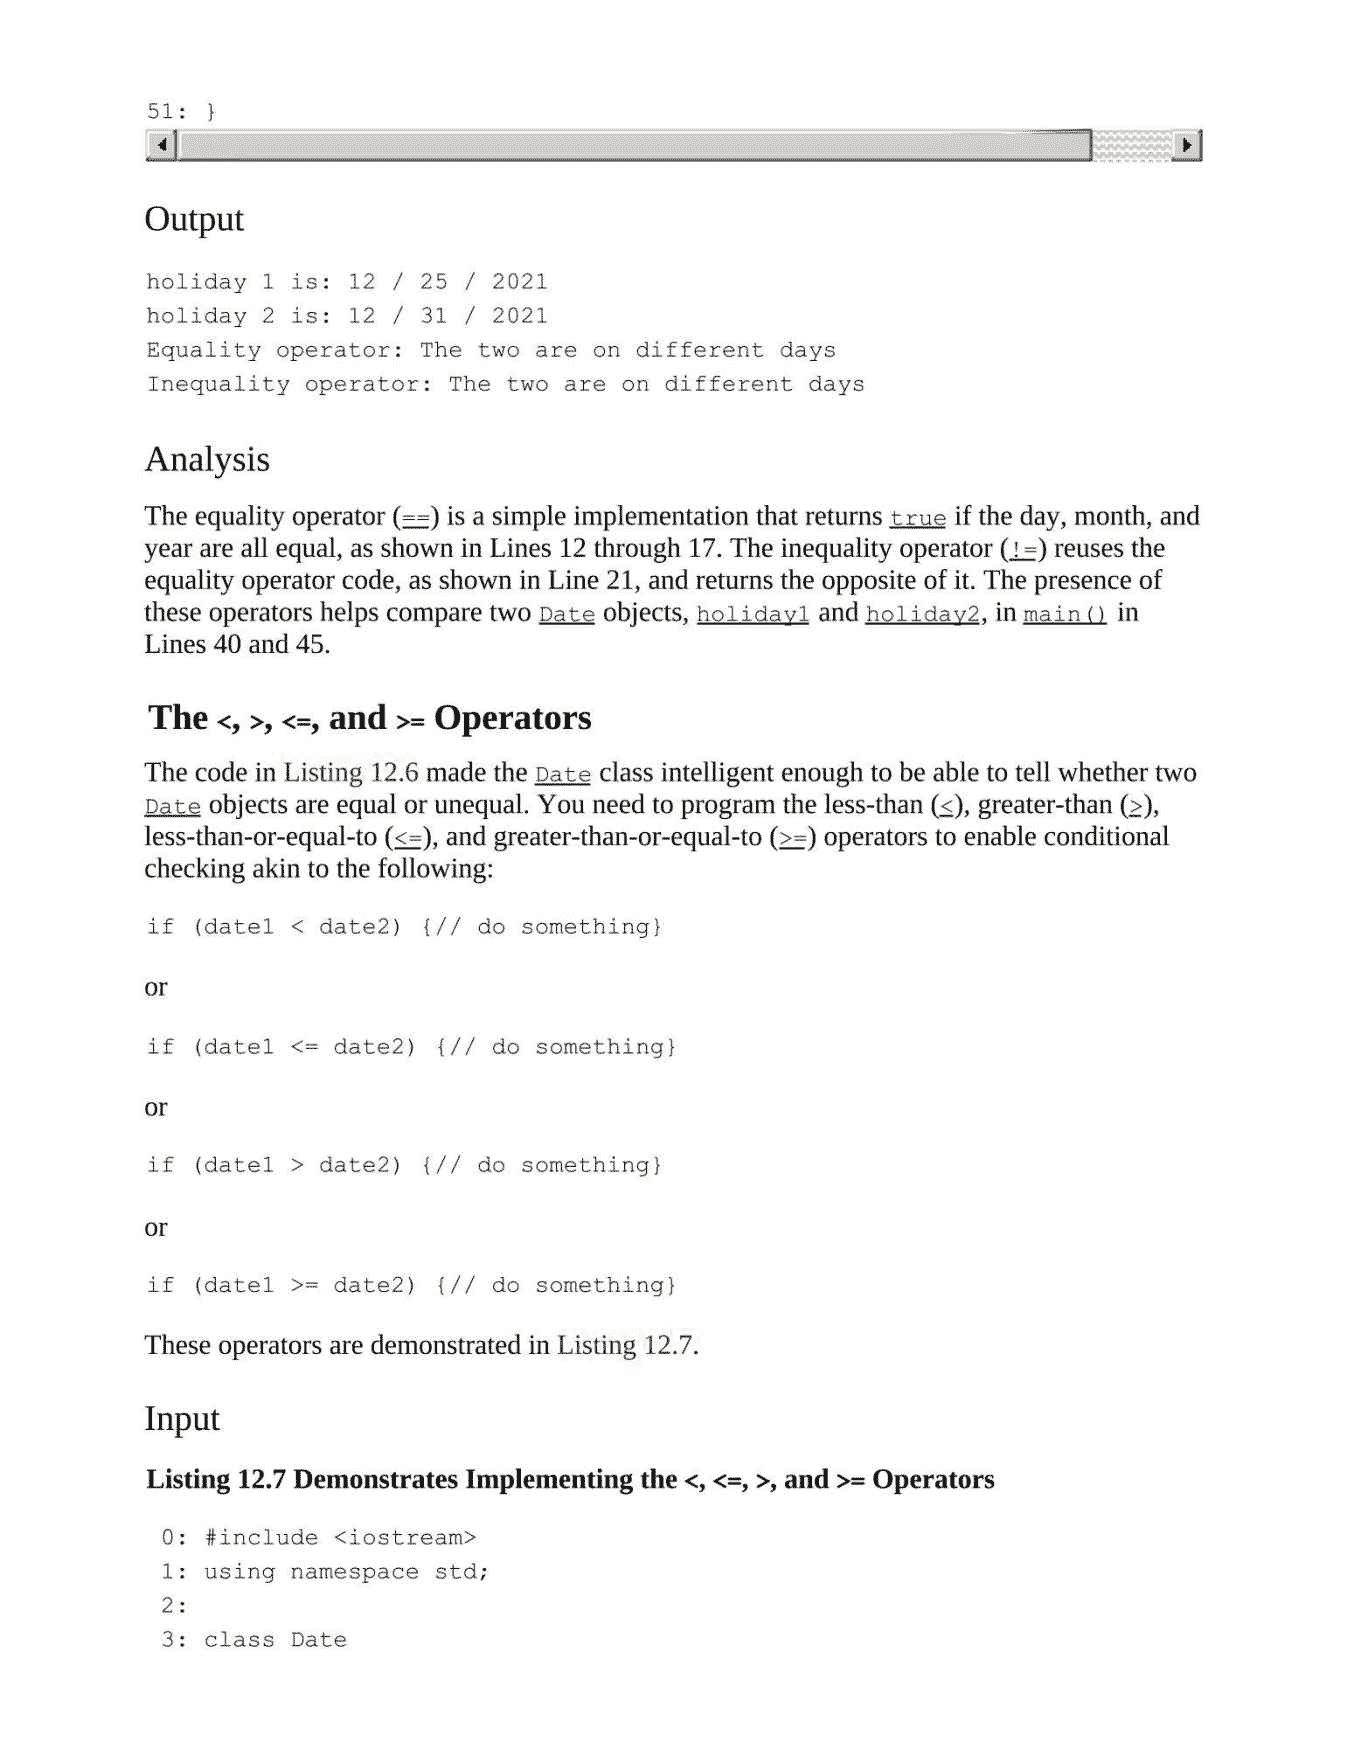 51: }
Output
holiday 1 is: 12 / 25 / 2021
holiday 2 is: 12 / 31 / 2021
Equality operator: The two are on different days
Inequality operator: The two are on different days
Analysis
The equality operator (==) is a simple implementation that returns true if the day, month, and
year are all equal, as shown in Lines 12 through 17. The inequality operator (!=) reuses the
equality operator code, as shown in Line 21, and returns the opposite of it. The presence of
these operators helps compare two Date objects, holiday1 and holiday2, in main() in
Lines 40 and 45.
The <, >, <=, and >= Operators
The code in Listing 12.6 made the Date class intelligent enough to be able to tell whether two
Date objects are equal or unequal. You need to program the less-than (<), greater-than (>),
less-than-or-equal-to (<=), and greater-than-or-equal-to (>=) operators to enable conditional
checking akin to the following:
if (date1 < date2) {// do something}
or
if (date1 <= date2) {// do something}
or
if (date1 > date2) {// do something}
or
if (date1 >= date2) {// do something}
These operators are demonstrated in Listing 12.7.
Input
Listing 12.7 Demonstrates Implementing the <, <=, >, and >= Operators
0: #include <iostream>
1: using namespace std;
2:
3: class Date